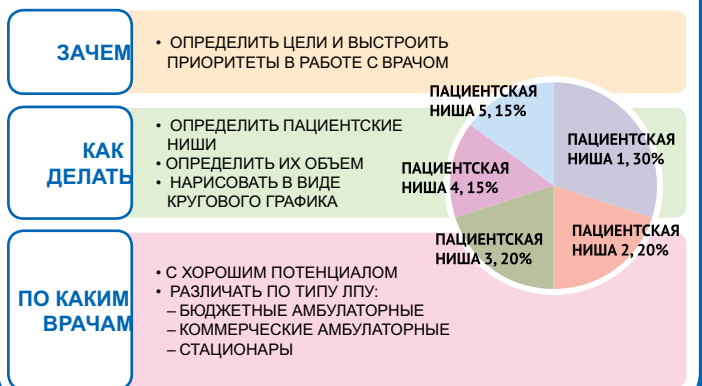 ЗАЧЕМ
• ОПРЕДЕЛИТЬ ЦЕЛИ И ВЫСТРОИТЬ
ПРИОРИТЕТЫ В РАБОТЕ С ВРАЧОМ
КАК
ДЕЛАТЬ
• ОПРЕДЕЛИТЬ ПАЦИЕНТСКИЕ
НИШИ
• ОПРЕДЕЛИТЬ ИХ ОБЪЕМ
• НАРИСОВАТЬ В ВИДЕ
КРУГОВОГО ГРАФИКА
ПАЦИЕНТСКАЯ
НИША 5, 15%
ПАЦИЕНТСКАЯ
НИША 1, 30%
ПАЦИЕНТСКАЯ
НИША 4, 15%
ПАЦИЕНТСКАЯ
НИША 2, 20%
ПАЦИЕНТСКАЯ
НИША 3, 20%
ПО КАКИМ
ВРАЧАМ
• С ХОРОШИМ ПОТЕНЦИАЛОМ
• РАЗЛИЧАТЬ ПО ТИПУ ЛПУ:
– БЮДЖЕТНЫЕ АМБУЛАТОРНЫЕ
– КОММЕРЧЕСКИЕ АМБУЛАТОРНЫЕ
– СТАЦИОНАРЫ